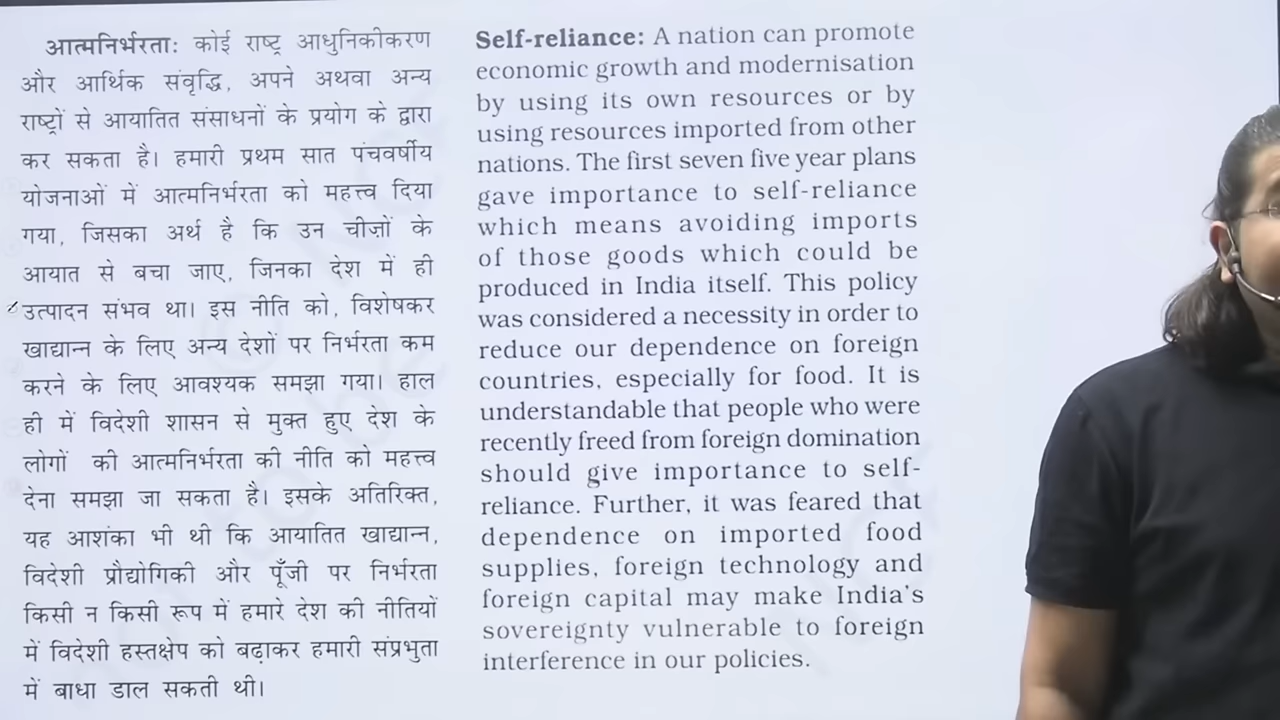 आत्मनिर्भरता: कोई राष्ट्र आधुनिकीकरण
और आर्थिक संवृद्धि, अपने अथवा अन्य
राष्ट्रों से आयातित संसाधनों के प्रयोग के द्वारा
कर सकता है। हमारी प्रथम सात पंचवर्षीय
योजनाओं में आत्मनिर्भरता को महत्त्व दिया
गया, जिसका अर्थ है कि उन चीज़ों के
आयात से बचा जाए, जिनका देश में ही
उत्पादन संभव था। इस नीति को, विशेषकर
खाद्यान्न के लिए अन्य देशों पर निर्भरता कम
करने के लिए आवश्यक समझा गया। हाल
ही में विदेशी शासन से मुक्त हुए देश के
लोगों की आत्मनिर्भरता की नीति को महत्त्व
देना समझा जा सकता है। इसके अतिरिक्त,
यह आशंका भी थी कि आयातित खाद्यान्न,
विदेशी प्रौद्योगिकी और पूँजी पर निर्भरता
किसी न किसी रूप में हमारे देश की नीतियों
में विदेशी हस्तक्षेप को बढ़ाकर हमारी संप्रभुता
में बाधा डाल सकती थी।
Self-reliance: A nation can promote
economic growth and modernisation
by using its own resources or by
using resources imported from other
nations. The first seven five year plans
gave importance to self-reliance
which means avoiding imports
of those goods which could be
produced in India itself. This policy
was considered a necessity in order to
reduce our dependence on foreign
countries, especially for food. It is
understandable that people who were
recently freed from foreign domination
should give importance to self-
reliance. Further, it was feared that
dependence on imported food
supplies, foreign technology and
foreign capital may make India's
sovereignty vulnerable to foreign
interference in our policies.